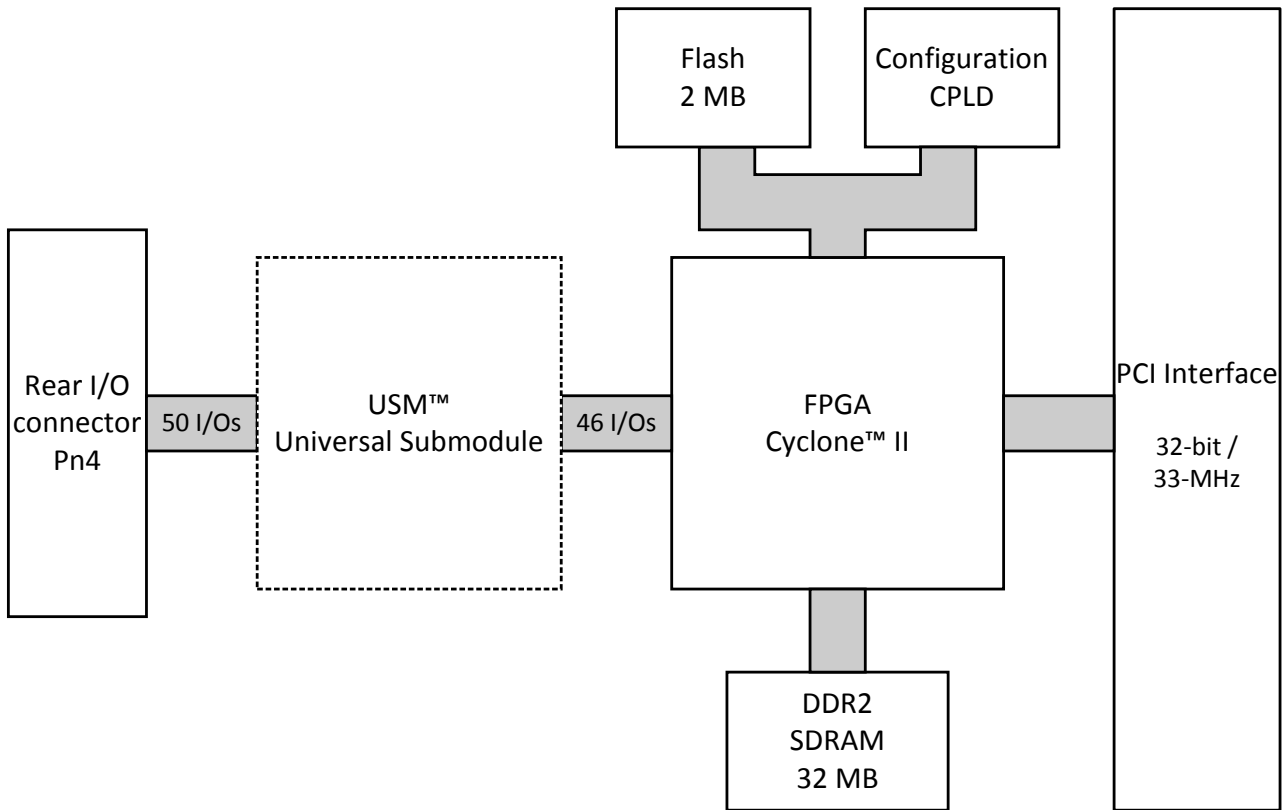 Flash
2 MB
Configuration
CPLD
Rear I/O
connector
Pn4
50 I/Os
USM™
Universal Submodule
46 I/Os
FPGA
Cyclone™ II
PCI Interface
32-bit /
33-MHz
DDR2
SDRAM
32 MB